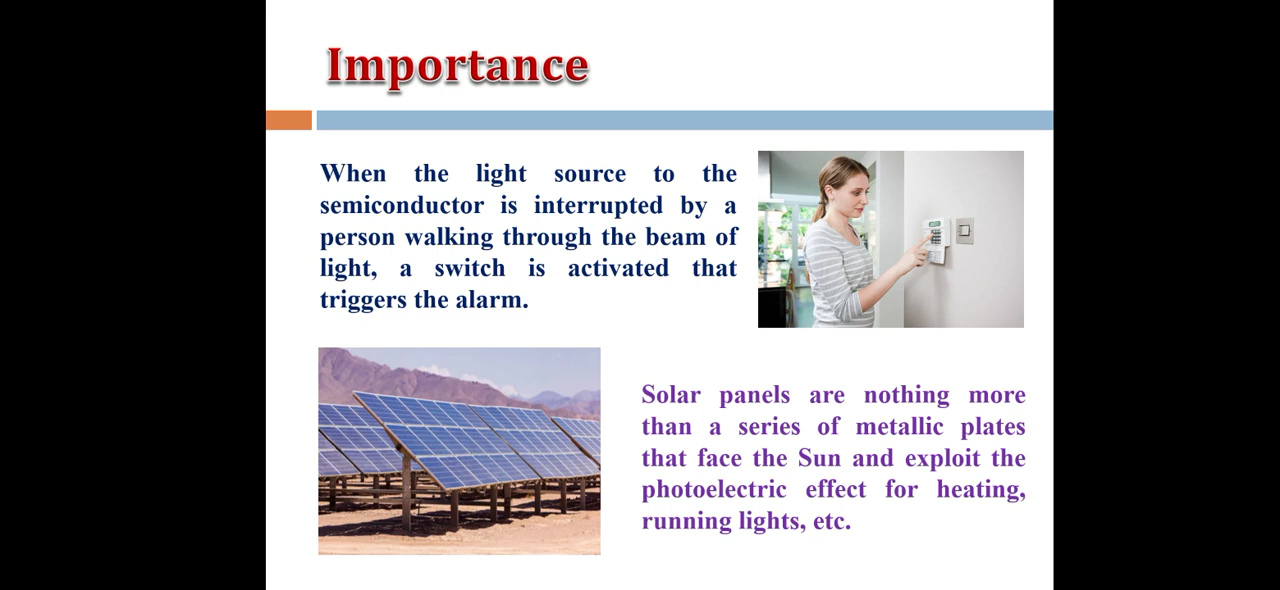 Importance
When the light source to the
semiconductor is interrupted by a
person walking through the beam of
light, a switch is activated that
triggers the alarm.
Solar panels are nothing more
than a series of metallic plates
that face the Sun and exploit the
photoelectric effect for heating,
running lights, etc.